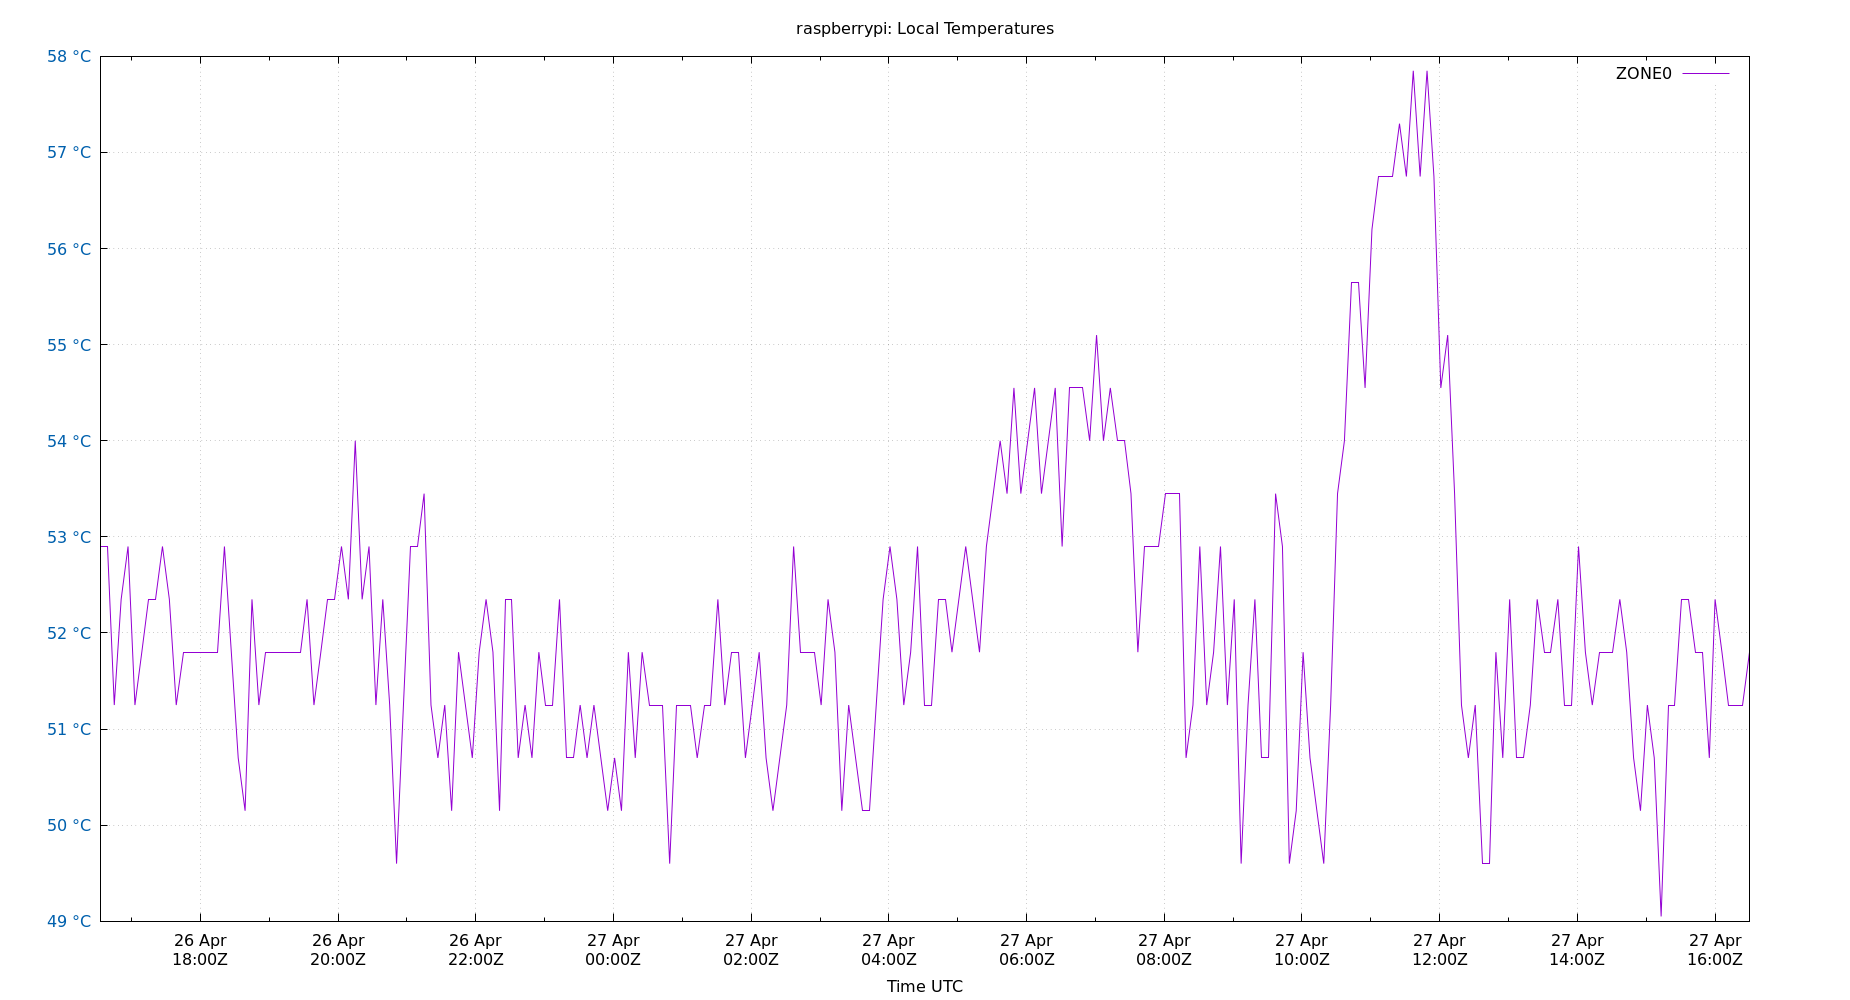 raspberrypi: Local Temperatures
ZONE0
58 °C
57 °C
56 °C
55 °C
54 °C
53 °C
52 °C
51 °C
50 °C
49 °C
26 Apr 26 Apr 26 Apr 27 Apr 27 Apr 27 Apr 27 Apr 27 Apr 27 Apr 27 Apr 27 Apr 27 Apr
18:00Z 20:00Z 22:00Z 00:00Z 02:00Z 04:00Z 06:00Z 08:00Z 10:00Z 12:00Z 14:00Z 16:00Z
Time UTC